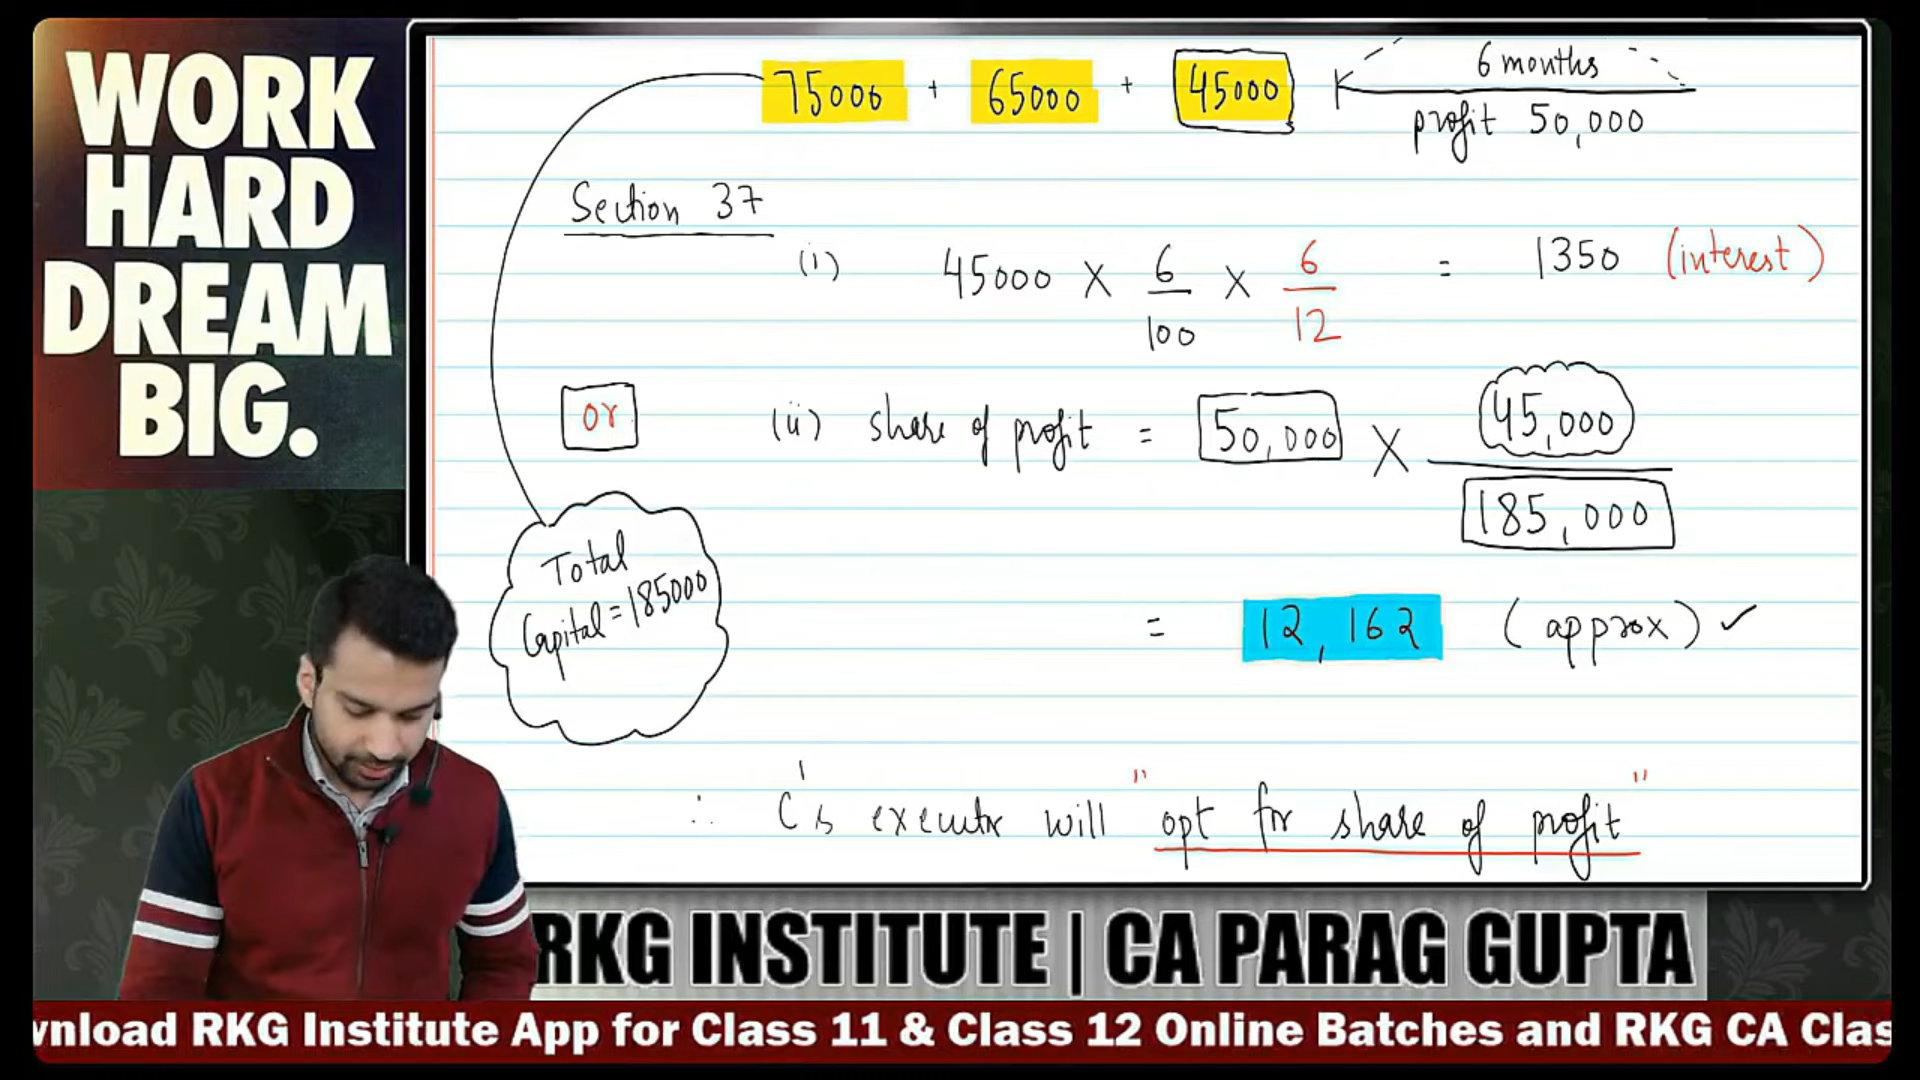 WORK
HARD
DREAM
BIG.
75000 + 65000 + 45000
6 months
profit 50,000
Section 37
(i) 45000 X 6/100 X 6/12 = 1350 (interest)
or
(ii) share of profit = 50,000 X 45,000/185,000
Total
Capital = 185000
= 12,162 (approx) ✓
∴ C's executor will "opt for share of profit"
RKG INSTITUTE | CA PARAG GUPTA
wnload RKG Institute App for Class 11 & Class 12 Online Batches and RKG CA Clas